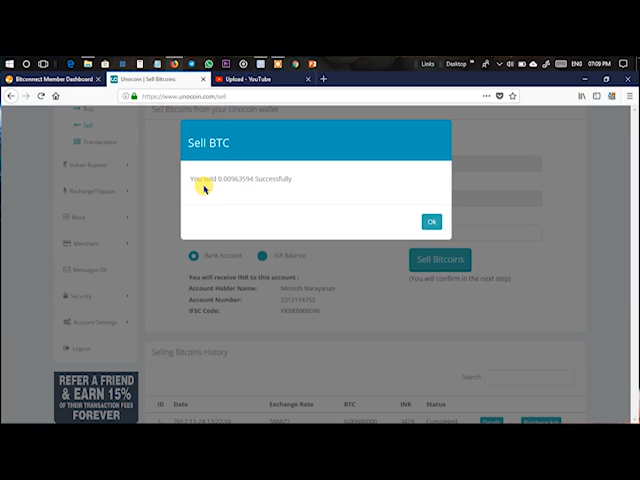 Links
Desktop
ENG
07:09 PM
Bitconnect Member Dashboard
Unocoin | Sell Bitcoins
Upload - YouTube
https://www.unocoin.com/sell
Buy
Sell
Transactions
Indian Rupees
Recharge/Topups
More
Merchant
Messages (0)
Security
Account Settings
Logout
REFER A FRIEND
& EARN 15%
OF THEIR TRANSACTION FEES
FOREVER
Sell Bitcoins from your Unocoin wallet
Sell BTC
You sold 0.00963594 Successfully
Ok
Bank Account
INR Balance
Sell Bitcoins
(You will confirm in the next step)
You will receive INR to this account :
Account Holder Name:
Narayanan
Account Number:
IFSC Code:
Selling Bitcoins History
Search
ID Date Exchange Rate BTC INR Status
Completed